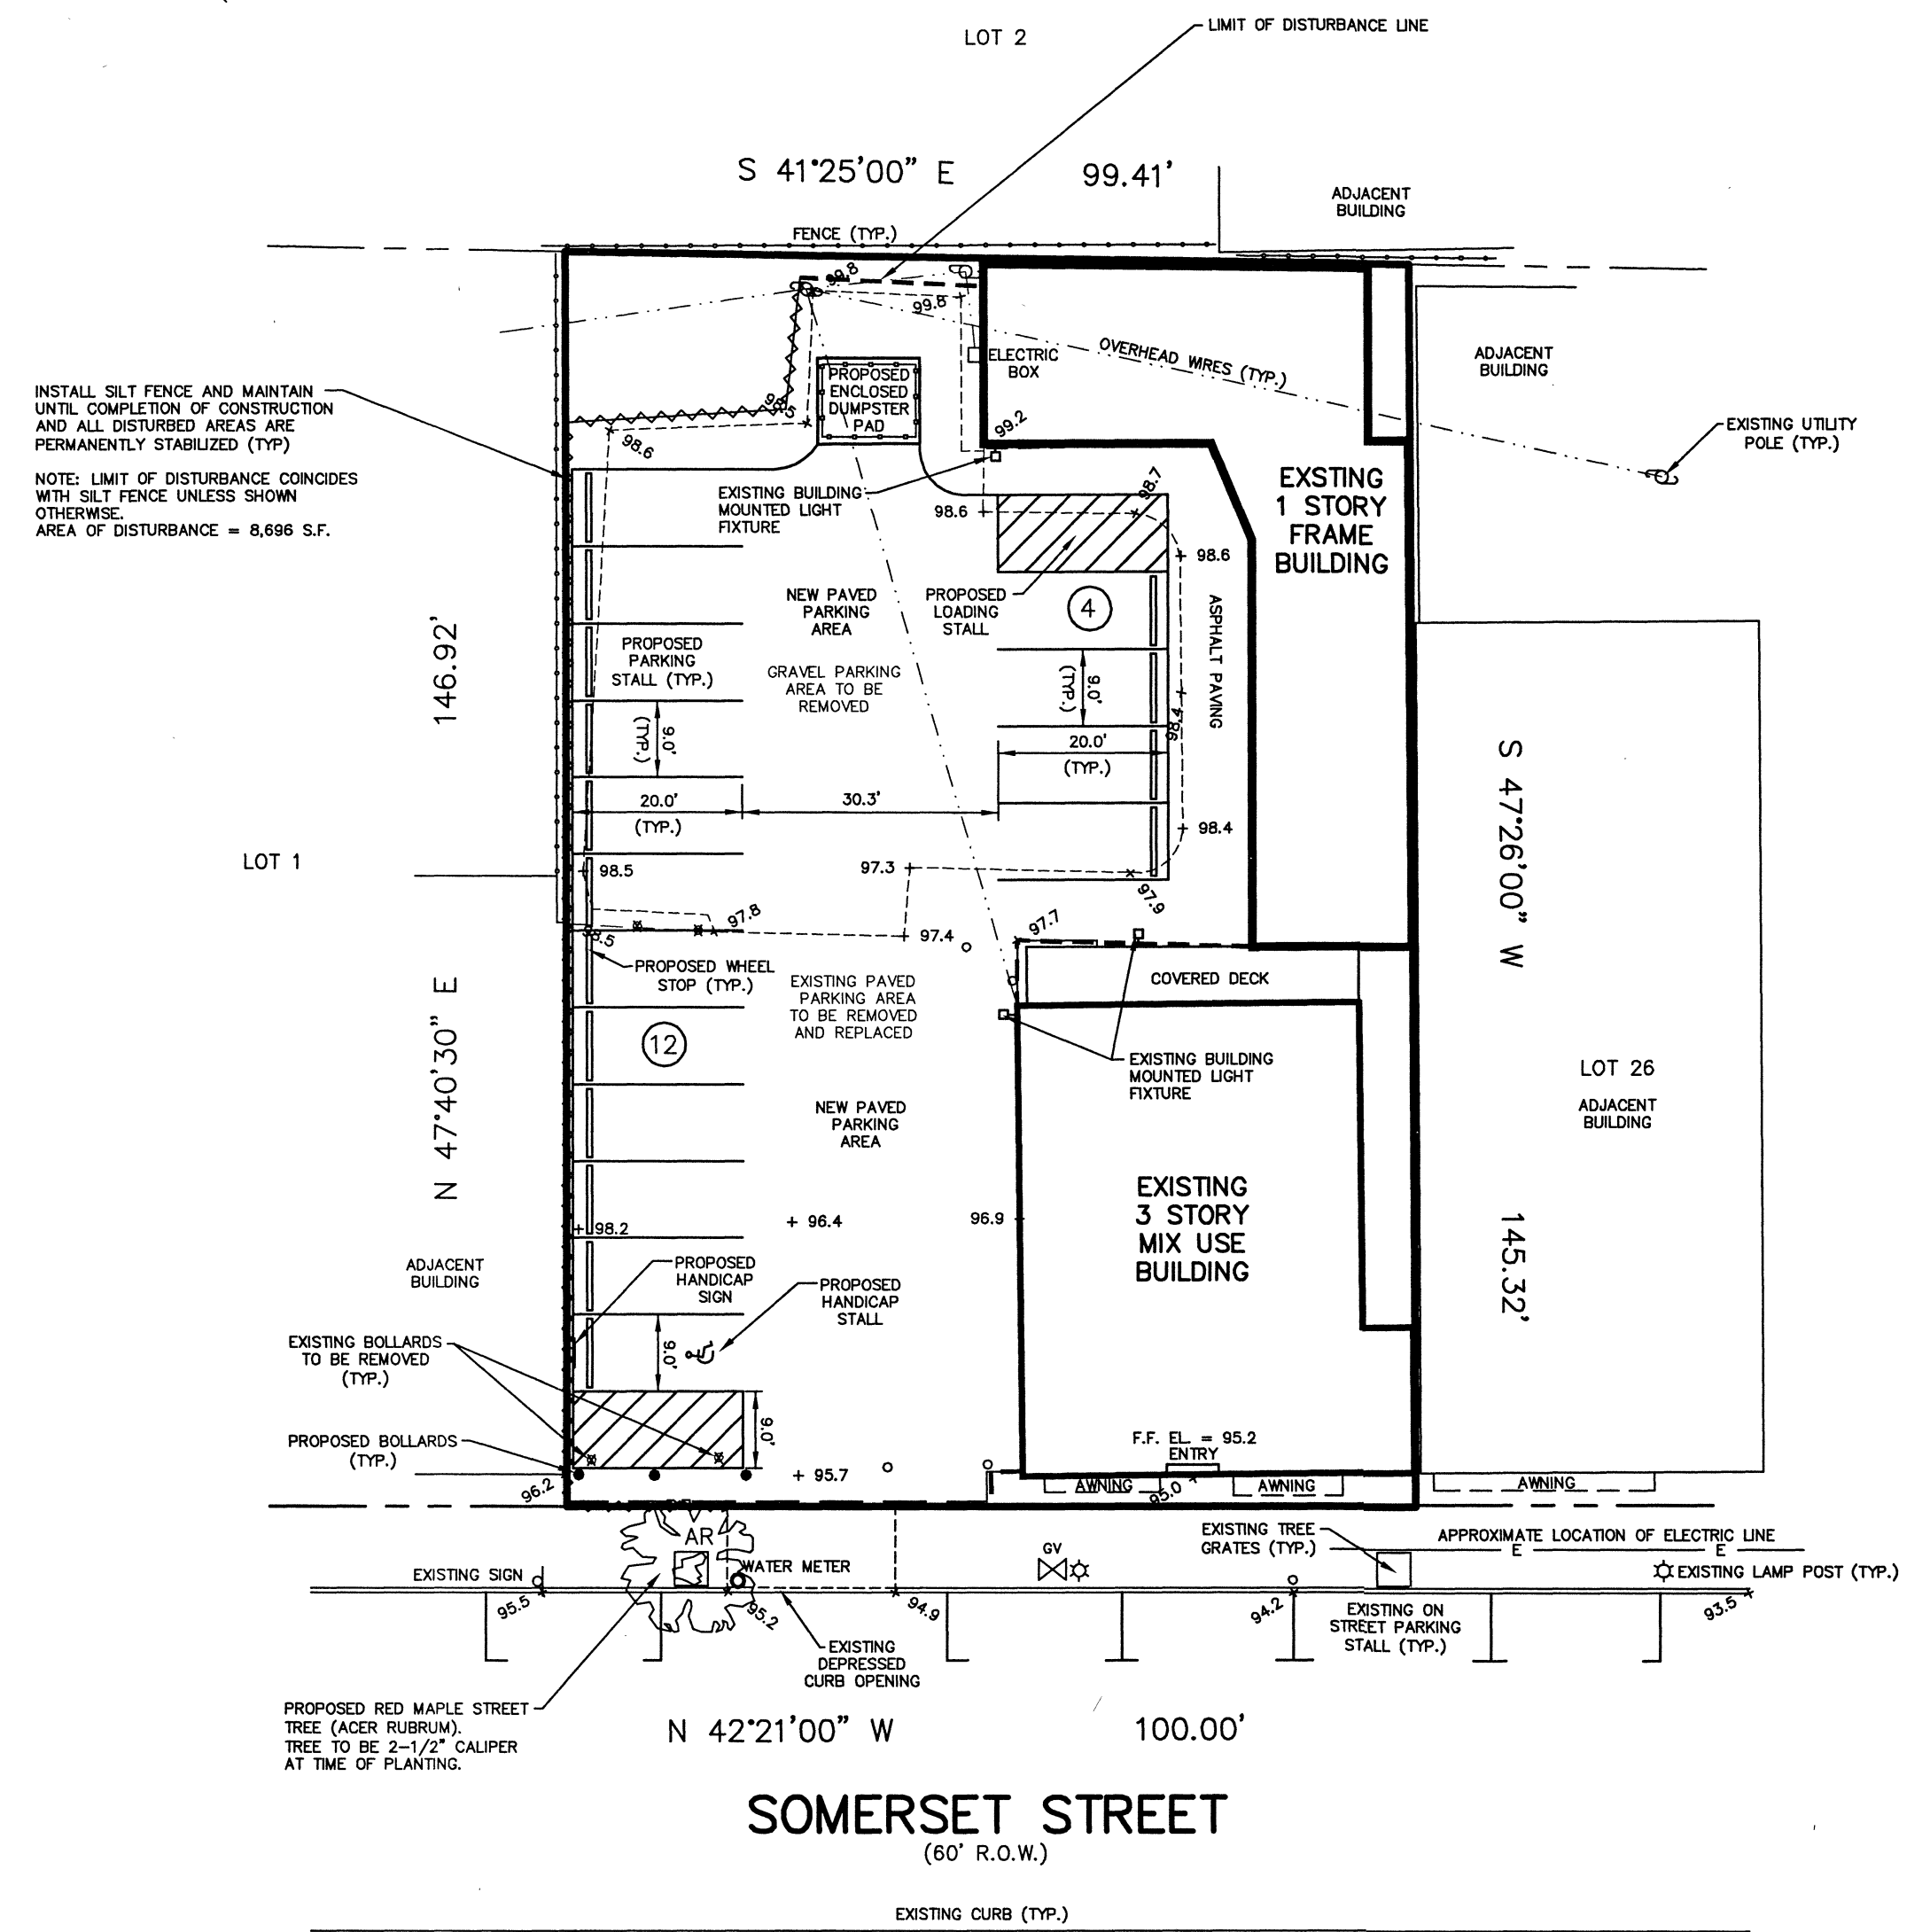 LOT 2
LIMIT OF DISTURBANCE LINE
S 41°25'00" E 99.41'
ADJACENT
BUILDING
FENCE (TYP.)
99.8
99.8
ELECTRIC
BOX
OVERHEAD WIRES (TYP.)
ADJACENT
BUILDING
INSTALL SILT FENCE AND MAINTAIN
UNTIL COMPLETION OF CONSTRUCTION
AND ALL DISTURBED AREAS ARE
PERMANENTLY STABILIZED (TYP)
NOTE: LIMIT OF DISTURBANCE COINCIDES
WITH SILT FENCE UNLESS SHOWN
OTHERWISE.
AREA OF DISTURBANCE = 8,696 S.F.
PROPOSED
ENCLOSED
DUMPSTER
PAD
98.5
98.6
99.2
EXISTING UTILITY
POLE (TYP.)
EXISTING BUILDING
MOUNTED LIGHT
FIXTURE
98.7
98.6
EXSTING
1 STORY
FRAME
BUILDING
98.6
NEW PAVED
PARKING
AREA
PROPOSED
LOADING
STALL
4
ASPHALT PAVING
PROPOSED
PARKING
STALL (TYP.)
GRAVEL PARKING
AREA TO BE
REMOVED
146.92'
9.0'
(TYP.)
9.0'
(TYP.)
98.4
20.0'
(TYP.)
20.0'
(TYP.)
30.3'
98.4
S 47°26'00" W
LOT 1
98.5
97.3
97.9
97.8
98.5
97.4
97.7
PROPOSED WHEEL
STOP (TYP.)
EXISTING PAVED
PARKING AREA
TO BE REMOVED
AND REPLACED
COVERED DECK
N 47°40'30" E
12
EXISTING BUILDING
MOUNTED LIGHT
FIXTURE
LOT 26
ADJACENT
BUILDING
NEW PAVED
PARKING
AREA
EXISTING
3 STORY
MIX USE
BUILDING
98.2
96.4
96.9
145.32'
ADJACENT
BUILDING
PROPOSED
HANDICAP
SIGN
PROPOSED
HANDICAP
STALL
9.0'
EXISTING BOLLARDS
TO BE REMOVED
(TYP.)
9.0'
PROPOSED BOLLARDS
(TYP.)
95.7
F.F. EL. = 95.2
ENTRY
96.2
AWNING
95.0
AWNING
AWNING
AR
EXISTING TREE
GRATES (TYP.)
APPROXIMATE LOCATION OF ELECTRIC LINE
E E
GV
EXISTING SIGN
WATER METER
EXISTING LAMP POST (TYP.)
95.5
95.2
94.9
94.2
93.5
EXISTING ON
STREET PARKING
STALL (TYP.)
EXISTING
DEPRESSED
CURB OPENING
PROPOSED RED MAPLE STREET
TREE (ACER RUBRUM).
TREE TO BE 2-1/2" CALIPER
AT TIME OF PLANTING.
N 42°21'00" W 100.00'
SOMERSET STREET
(60' R.O.W.)
EXISTING CURB (TYP.)